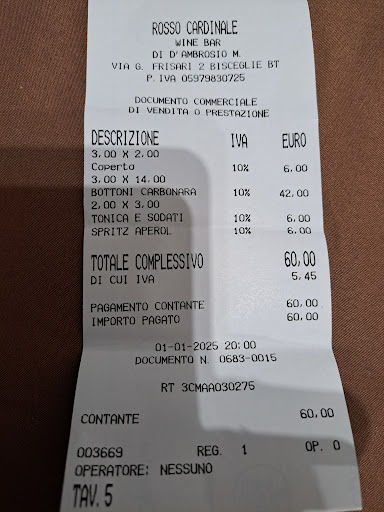 ROSSO CARDINALE
WINE BAR
DI D'AMBROSIO M.
VIA G. FRISARI 2 BISCEGLIE BT
P.IVA 05979830725
DOCUMENTO COMMERCIALE
DI VENDITA O PRESTAZIONE
DESCRIZIONE IVA EURO
3,00 X 2,00
Coperto 10% 6,00
3,00 X 14,00
BOTTONI CARBONARA 10% 42,00
2,00 X 3,00
TONICA E SODATI 10% 6,00
SPRITZ APEROL 10% 6,00
TOTALE COMPLESSIVO 60,00
DI CUI IVA 5,45
PAGAMENTO CONTANTE 60,00
IMPORTO PAGATO 60,00
01-01-2025 20:00
DOCUMENTO N. 0683-0015
RT 3CMAA030275
CONTANTE 60,00
003669 REG. 1 OP. 0
OPERATORE: NESSUNO
TAV.5